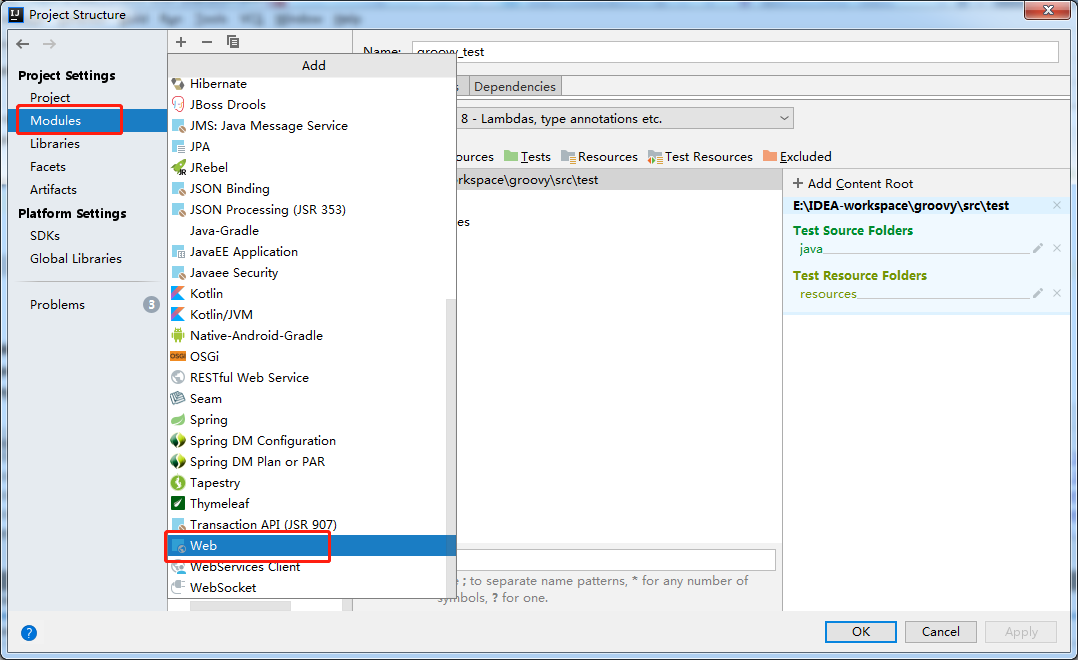 Project Structure
Project Settings
Project
Modules
Libraries
Facets
Artifacts
Platform Settings
SDKs
Global Libraries
Problems
3
Add
Hibernate
JBoss Drools
JMS: Java Message Service
JPA
JRebel
JSON Binding
JSON Processing (JSR 353)
Java-Gradle
JavaEE Application
Javaee Security
Kotlin
Kotlin/JVM
Native-Android-Gradle
OSGi
RESTful Web Service
Seam
Spring
Spring DM Configuration
Spring DM Plan or PAR
Tapestry
Thymeleaf
Transaction API (JSR 907)
Web
WebServices Client
WebSocket
Name: groovy_test
s Dependencies
8 - Lambdas, type annotations etc.
ources Tests Resources Test Resources Excluded
rkspace\groovy\src\test
es
; to separate name patterns, * for any number of
symbols, ? for one.
+ Add Content Root
E:\IDEA-workspace\groovy\src\test
Test Source Folders
java
Test Resource Folders
resources
?
OK Cancel Apply